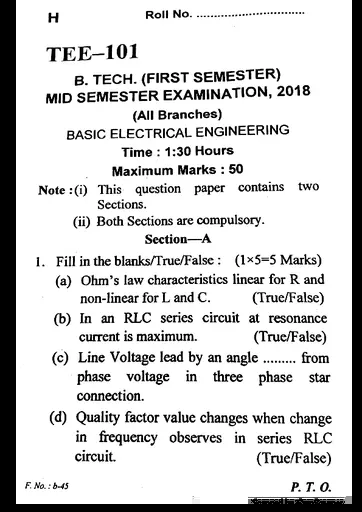 H
Roll No. ..............................
TEE–101
B. TECH. (FIRST SEMESTER)
MID SEMESTER EXAMINATION, 2018
(All Branches)
BASIC ELECTRICAL ENGINEERING
Time : 1:30 Hours
Maximum Marks : 50
Note :(i) This question paper contains two
Sections.
(ii) Both Sections are compulsory.
Section—A
1. Fill in the blanks/True/False : (1×5=5 Marks)
(a) Ohm's law characteristics linear for R and
non-linear for L and C. (True/False)
(b) In an RLC series circuit at resonance
current is maximum. (True/False)
(c) Line Voltage lead by an angle ......... from
phase voltage in three phase star
connection.
(d) Quality factor value changes when change
in frequency observes in series RLC
circuit. (True/False)
F. No. : b-45
P. T. O.